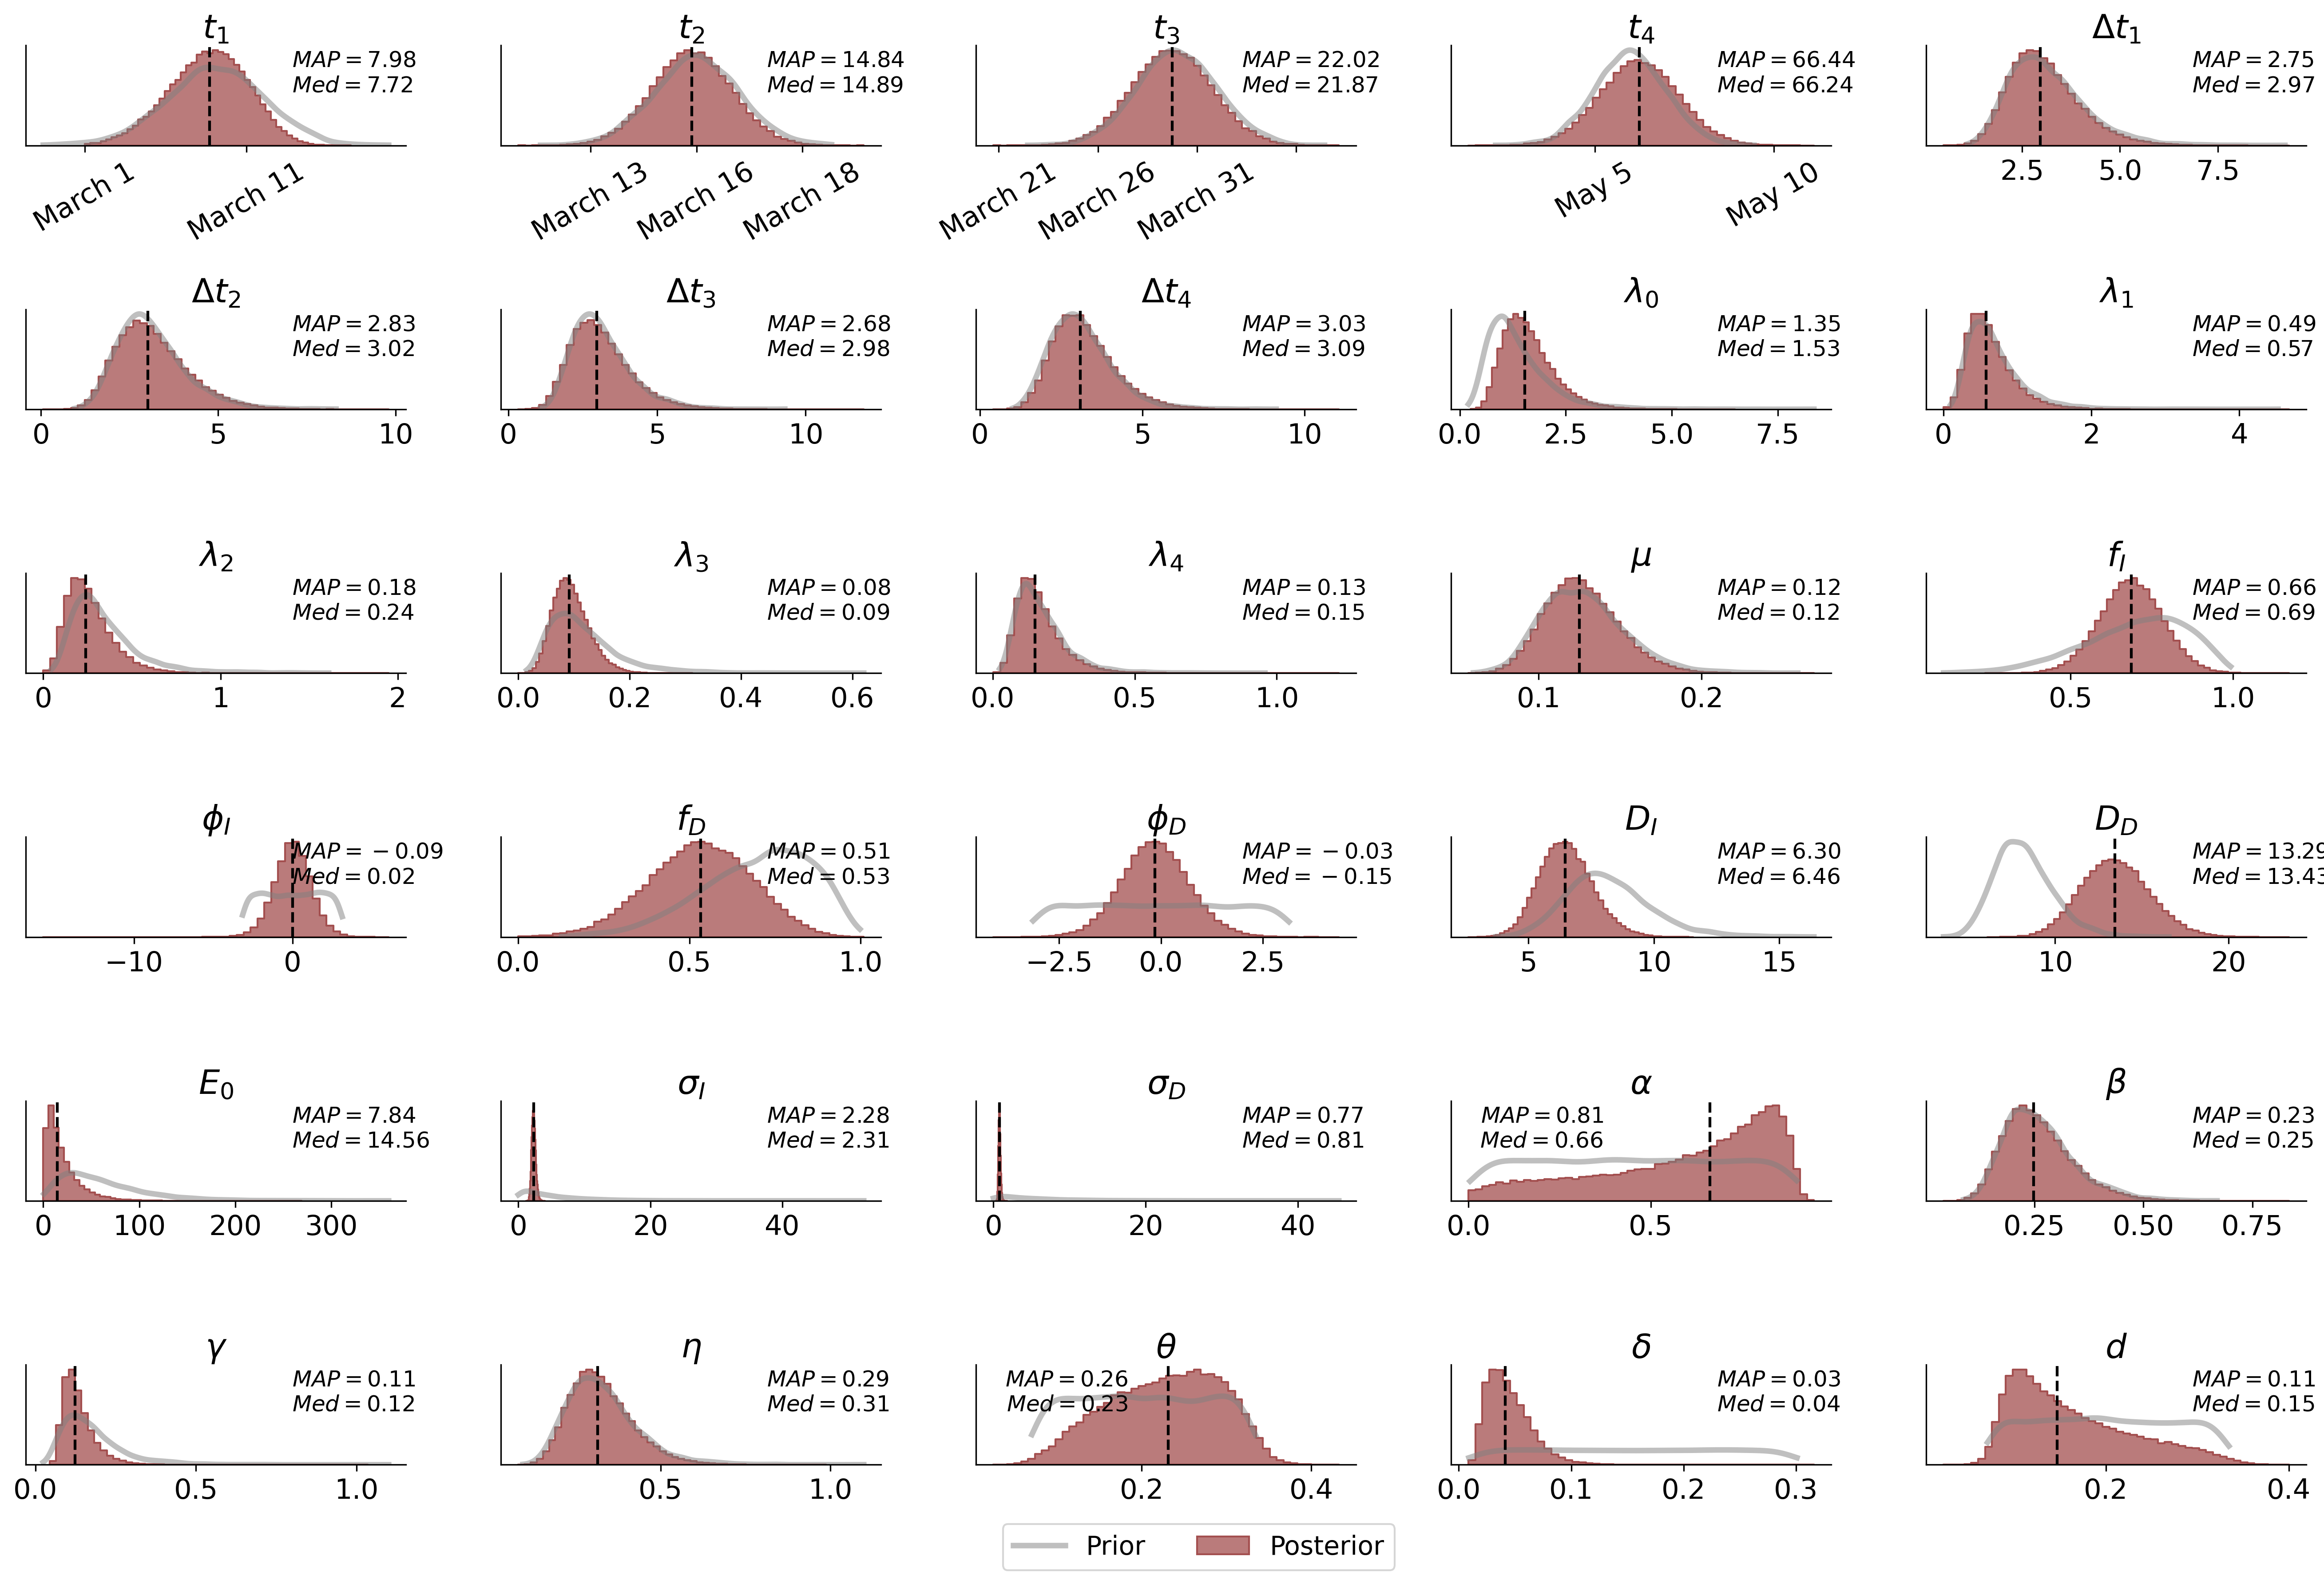 t₁
MAP = 7.98
Med = 7.72
March 1
March 11
t₂
MAP = 14.84
Med = 14.89
March 13
March 16
March 18
t₃
MAP = 22.02
Med = 21.87
March 21
March 26
March 31
t₄
MAP = 66.44
Med = 66.24
May 5
May 10
Δt₁
MAP = 2.75
Med = 2.97
2.5 5.0 7.5
Δt₂
MAP = 2.83
Med = 3.02
0 5 10
Δt₃
MAP = 2.68
Med = 2.98
0 5 10
Δt₄
MAP = 3.03
Med = 3.09
0 5 10
λ₀
MAP = 1.35
Med = 1.53
0.0 2.5 5.0 7.5
λ₁
MAP = 0.49
Med = 0.57
0 2 4
λ₂
MAP = 0.18
Med = 0.24
0 1 2
λ₃
MAP = 0.08
Med = 0.09
0.0 0.2 0.4 0.6
λ₄
MAP = 0.13
Med = 0.15
0.0 0.5 1.0
μ
MAP = 0.12
Med = 0.12
0.1 0.2
f_I
MAP = 0.66
Med = 0.69
0.5 1.0
ϕ_I
MAP = −0.09
Med = 0.02
−10 0
f_D
MAP = 0.51
Med = 0.53
0.0 0.5 1.0
ϕ_D
MAP = −0.03
Med = −0.15
−2.5 0.0 2.5
D_I
MAP = 6.30
Med = 6.46
5 10 15
D_D
MAP = 13.29
Med = 13.43
10 20
E₀
MAP = 7.84
Med = 14.56
0 100 200 300
σ_I
MAP = 2.28
Med = 2.31
0 20 40
σ_D
MAP = 0.77
Med = 0.81
0 20 40
α
MAP = 0.81
Med = 0.66
0.0 0.5
β
MAP = 0.23
Med = 0.25
0.25 0.50 0.75
γ
MAP = 0.11
Med = 0.12
0.0 0.5 1.0
η
MAP = 0.29
Med = 0.31
0.5 1.0
θ
MAP = 0.26
Med = 0.23
0.2 0.4
δ
MAP = 0.03
Med = 0.04
0.0 0.1 0.2 0.3
d
MAP = 0.11
Med = 0.15
0.2 0.4
Prior Posterior